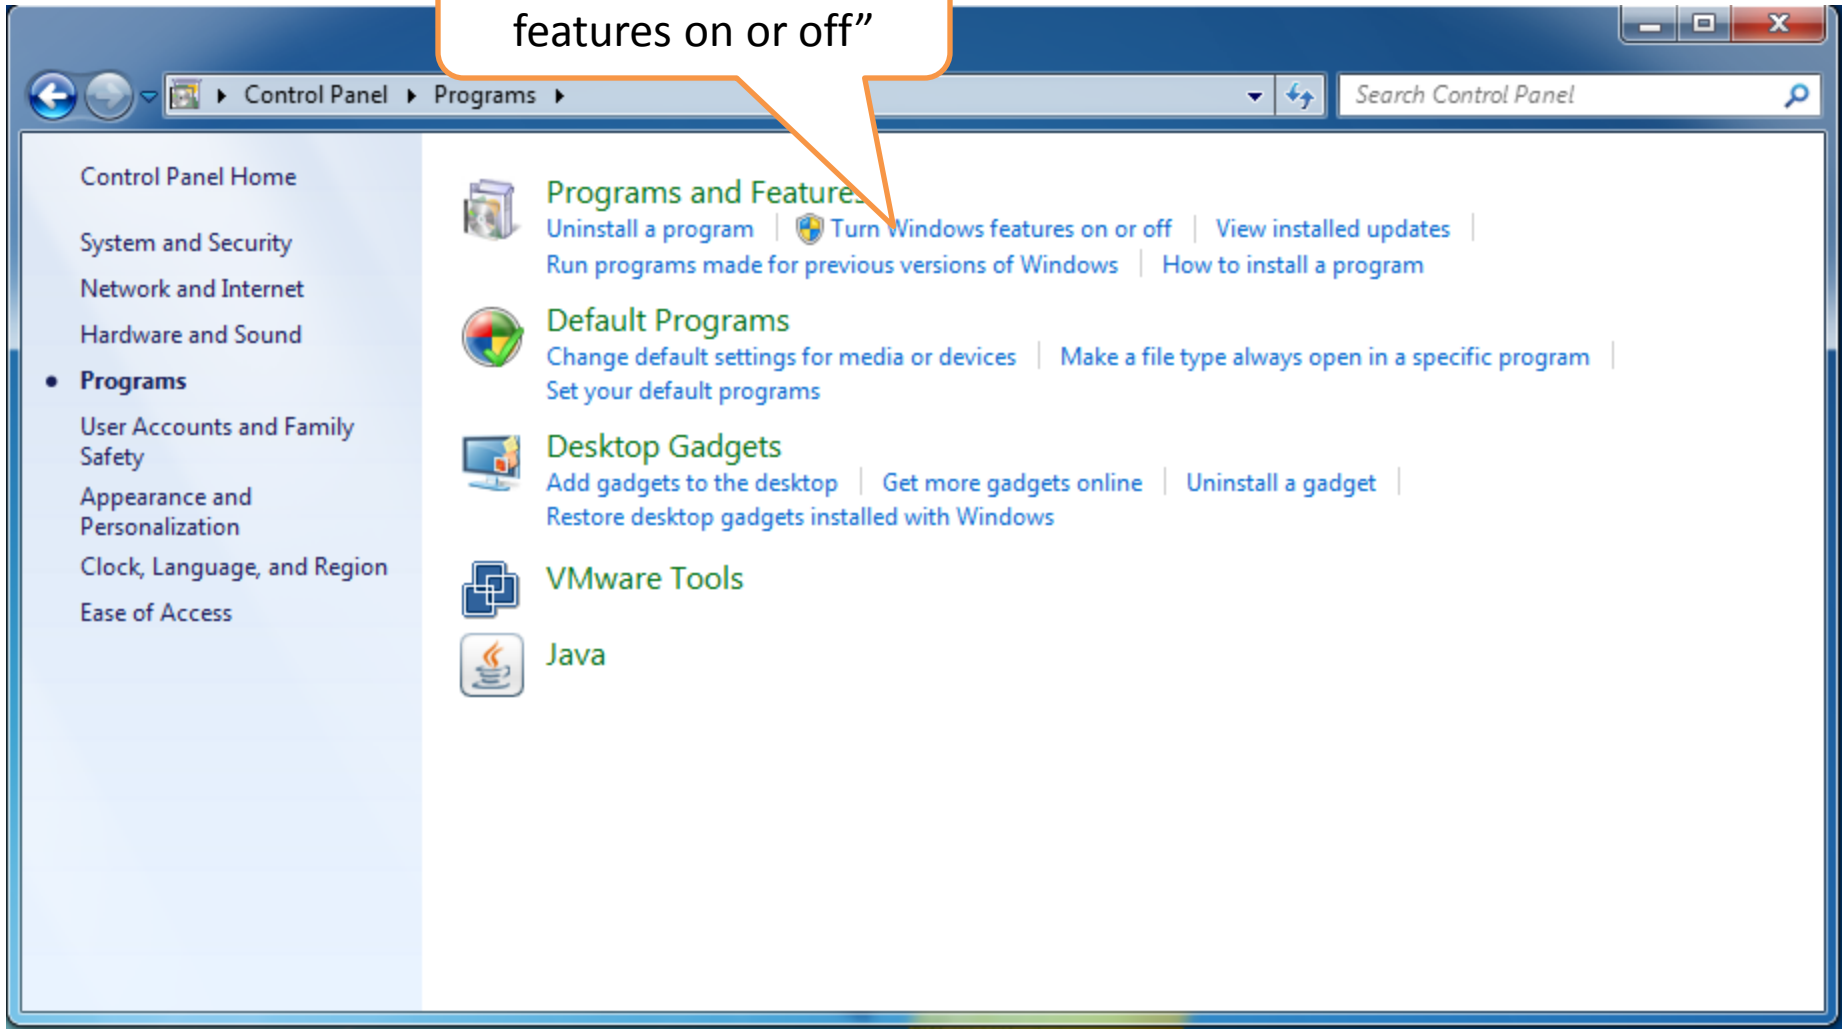 features on or off”
Control Panel Programs
Search Control Panel
Control Panel Home
System and Security
Network and Internet
Hardware and Sound
Programs
User Accounts and Family
Safety
Appearance and
Personalization
Clock, Language, and Region
Ease of Access
Programs and Features
Uninstall a program Turn Windows features on or off View installed updates
Run programs made for previous versions of Windows How to install a program
Default Programs
Change default settings for media or devices Make a file type always open in a specific program
Set your default programs
Desktop Gadgets
Add gadgets to the desktop Get more gadgets online Uninstall a gadget
Restore desktop gadgets installed with Windows
VMware Tools
Java